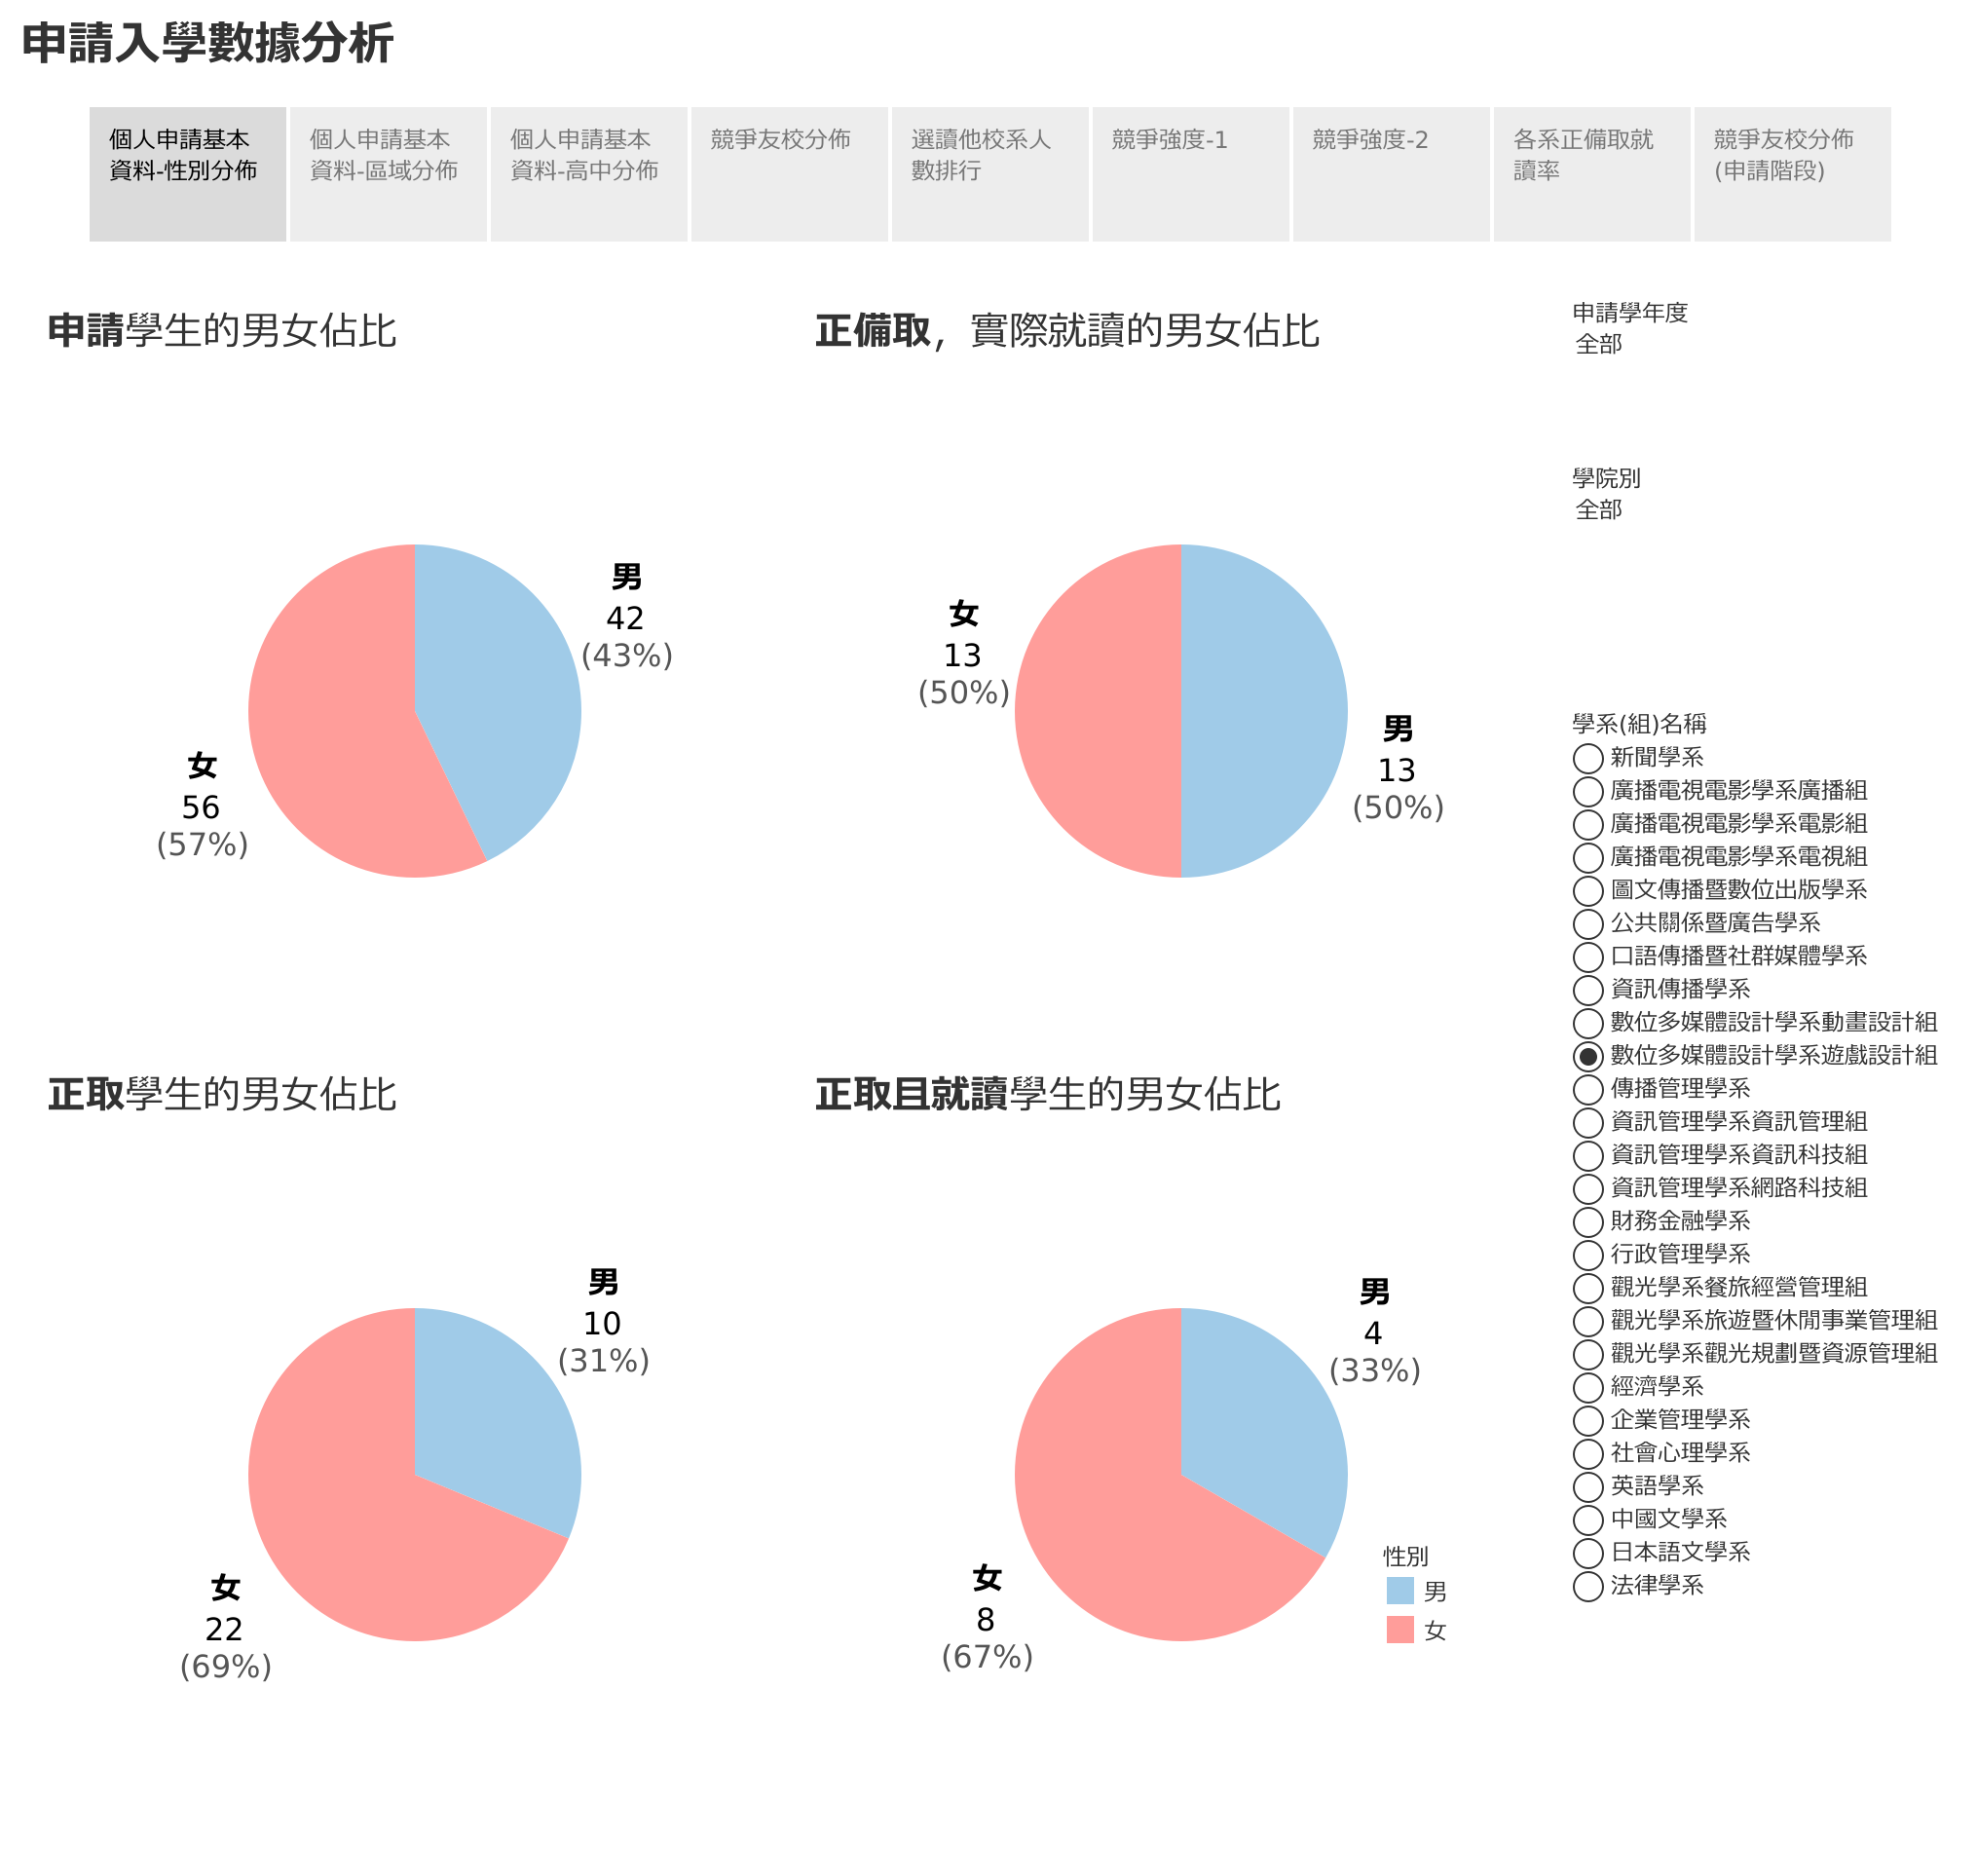 申請入學數據分析
個人申請基本
資料-性別分佈
個人申請基本
資料-區域分佈
個人申請基本
資料-高中分佈
競爭友校分佈
選讀他校系人
數排行
競爭強度-1
競爭強度-2
各系正備取就
讀率
競爭友校分佈
(申請階段)
申請學生的男女佔比
男
42
(43%)
女
56
(57%)
正備取，實際就讀的男女佔比
女
13
(50%)
男
13
(50%)
正取學生的男女佔比
男
10
(31%)
女
22
(69%)
正取目就讀學生的男女佔比
男
4
(33%)
女
8
(67%)
性別
男
女
申請學年度
全部
學院別
全部
學系(組)名稱
新聞學系
廣播電視電影學系廣播組
廣播電視電影學系電影組
廣播電視電影學系電視組
圖文傳播暨數位出版學系
公共關係暨廣告學系
口語傳播暨社群媒體學系
資訊傳播學系
數位多媒體設計學系動畫設計組
數位多媒體設計學系遊戲設計組
傳播管理學系
資訊管理學系資訊管理組
資訊管理學系資訊科技組
資訊管理學系網路科技組
財務金融學系
行政管理學系
觀光學系餐旅經營管理組
觀光學系旅遊暨休閒事業管理組
觀光學系觀光規劃暨資源管理組
經濟學系
企業管理學系
社會心理學系
英語學系
中國文學系
日本語文學系
法律學系